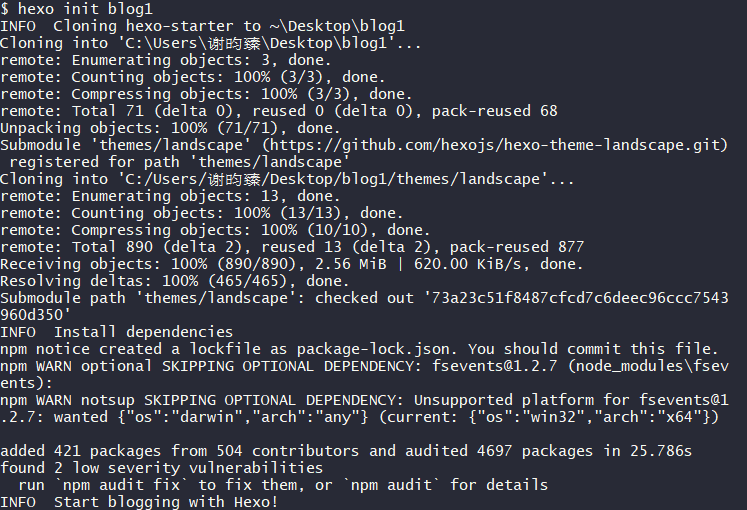 $ hexo init blog1
INFO  Cloning hexo-starter to ~\Desktop\blog1
Cloning into 'C:\Users\谢昀臻\Desktop\blog1'...
remote: Enumerating objects: 3, done.
remote: Counting objects: 100% (3/3), done.
remote: Compressing objects: 100% (3/3), done.
remote: Total 71 (delta 0), reused 0 (delta 0), pack-reused 68
Unpacking objects: 100% (71/71), done.
Submodule 'themes/landscape' (https://github.com/hexojs/hexo-theme-landscape.git)
 registered for path 'themes/landscape'
Cloning into 'C:/Users/谢昀臻/Desktop/blog1/themes/landscape'...
remote: Enumerating objects: 13, done.
remote: Counting objects: 100% (13/13), done.
remote: Compressing objects: 100% (10/10), done.
remote: Total 890 (delta 2), reused 13 (delta 2), pack-reused 877
Receiving objects: 100% (890/890), 2.56 MiB | 620.00 KiB/s, done.
Resolving deltas: 100% (465/465), done.
Submodule path 'themes/landscape': checked out '73a23c51f8487cfcd7c6deec96ccc7543
960d350'
INFO  Install dependencies
npm notice created a lockfile as package-lock.json. You should commit this file.
npm WARN optional SKIPPING OPTIONAL DEPENDENCY: fsevents@1.2.7 (node_modules\fsev
ents):
npm WARN notsup SKIPPING OPTIONAL DEPENDENCY: Unsupported platform for fsevents@1
.2.7: wanted {"os":"darwin","arch":"any"} (current: {"os":"win32","arch":"x64"})
added 421 packages from 504 contributors and audited 4697 packages in 25.786s
found 2 low severity vulnerabilities
  run `npm audit fix` to fix them, or `npm audit` for details
INFO  Start blogging with Hexo!